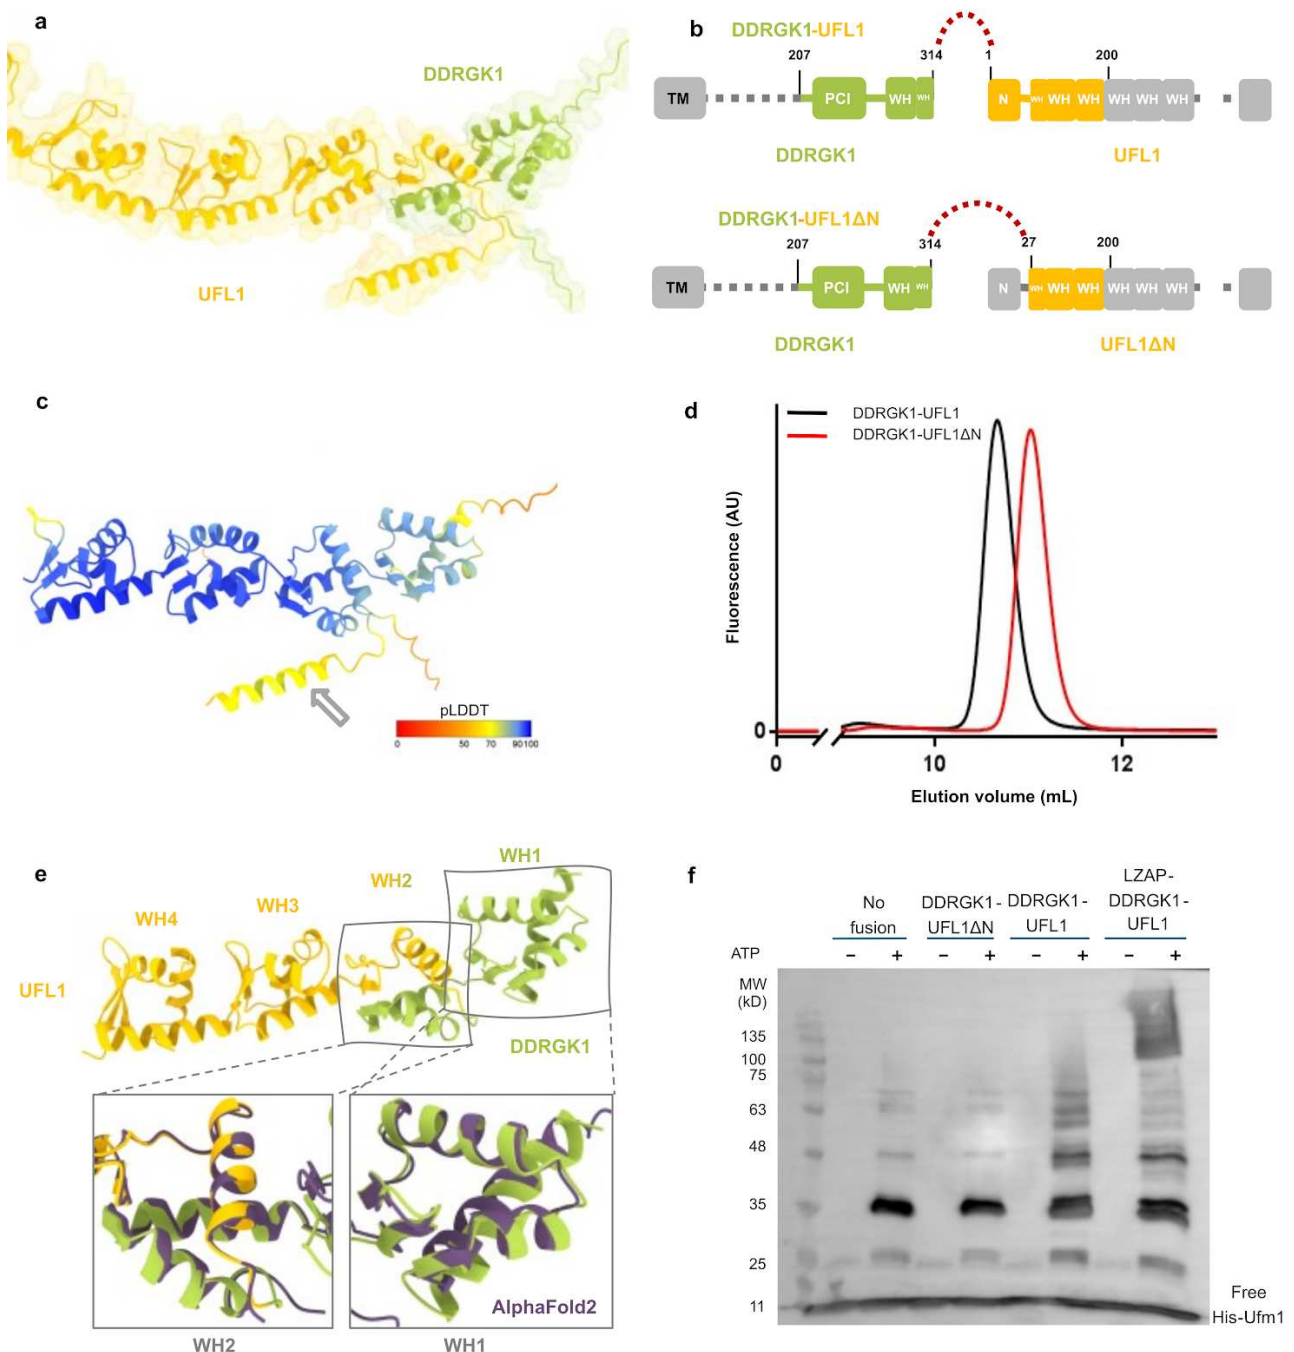 a
DDRGK1
UFL1
b
DDRGK1-UFL1
207
314
1
200
TM
PCI
WH
WH
N
WH
WH
WH
WH
WH
WH
DDRGK1
UFL1
DDRGK1-UFL1ΔN
207
314
27
200
TM
PCI
WH
WH
N
WH
WH
WH
WH
WH
WH
DDRGK1
UFL1ΔN
c
pLDDT
0
50
70
90
100
d
DDRGK1-UFL1
DDRGK1-UFL1ΔN
Fluorescence (AU)
0
0
10
12
Elution volume (mL)
e
WH1
WH2
WH3
WH4
UFL1
DDRGK1
AlphaFold2
WH2
WH1
f
No
fusion
DDRGK1-
UFL1ΔN
DDRGK1-
UFL1
LZAP-
DDRGK1-
UFL1
ATP
– + – + – + – +
MW
(kD)
135
100
75
63
48
35
25
11
Free
His-Ufm1